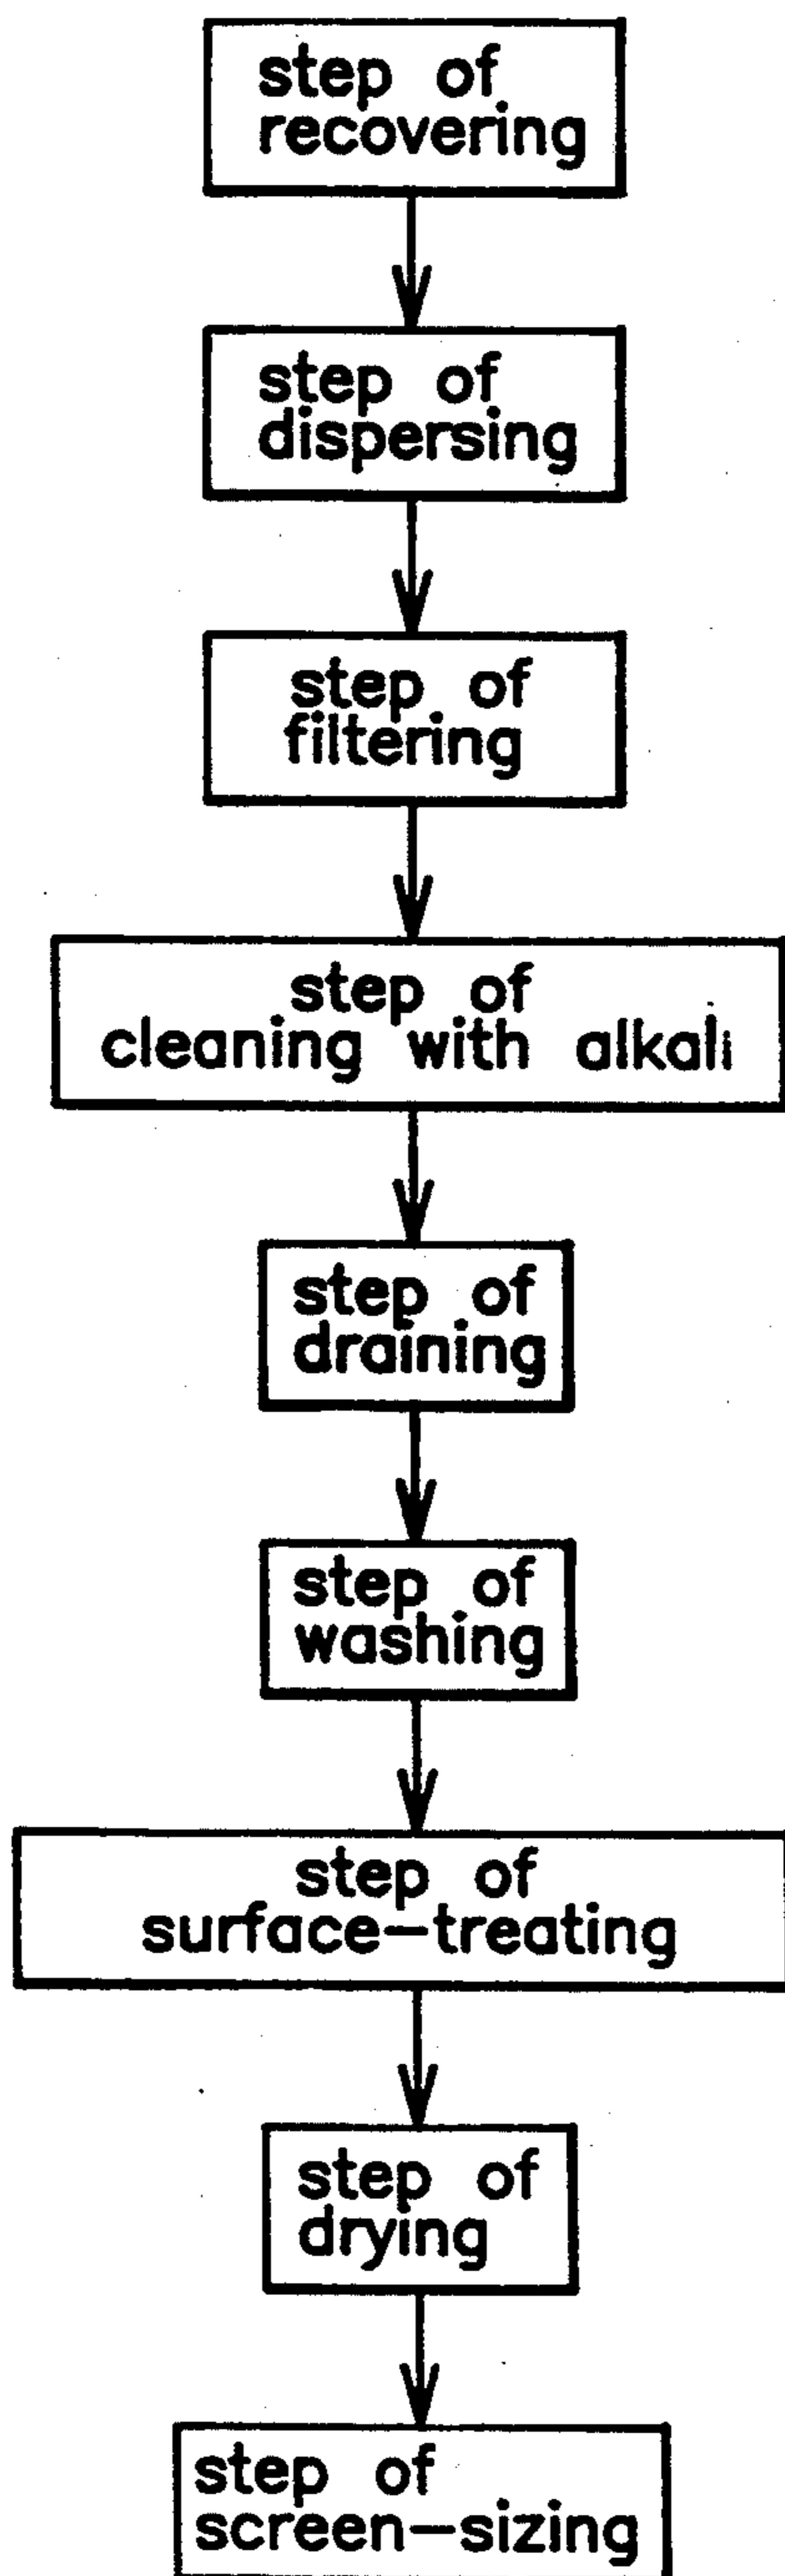 step of
recovering
step of
dispersing
step of
filtering
step of
cleaning with alkali
step of
draining
step of
washing
step of
surface-treating
step of
drying
step of
screen-sizing